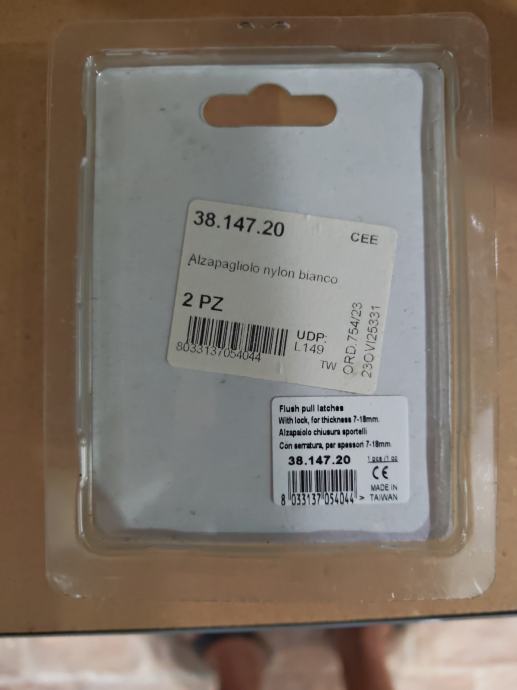 38.147.20
CEE
Alzapagliolo nylon bianco
2 PZ
UDP:
L149
8033137054044
TW
ORD.754/23
23OVI25331
Flush pull latches
With lock, for thickness 7-18mm.
Alzapaiolo chiusura sportelli
Con serratura, per spessori 7-18mm.
38.147.20
1 pcs /1 pz
CE
MADE IN
TAIWAN
8 033137 054044 >